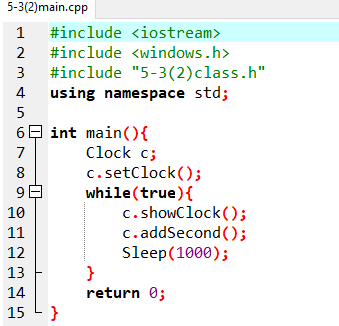 5-3(2)main.cpp
1 #include <iostream>
2 #include <windows.h>
3 #include "5-3(2)class.h"
4 using namespace std;
5
6 int main(){
7 Clock c;
8 c.setClock();
9 while(true){
10 c.showClock();
11 c.addSecond();
12 Sleep(1000);
13 }
14 return 0;
15 }